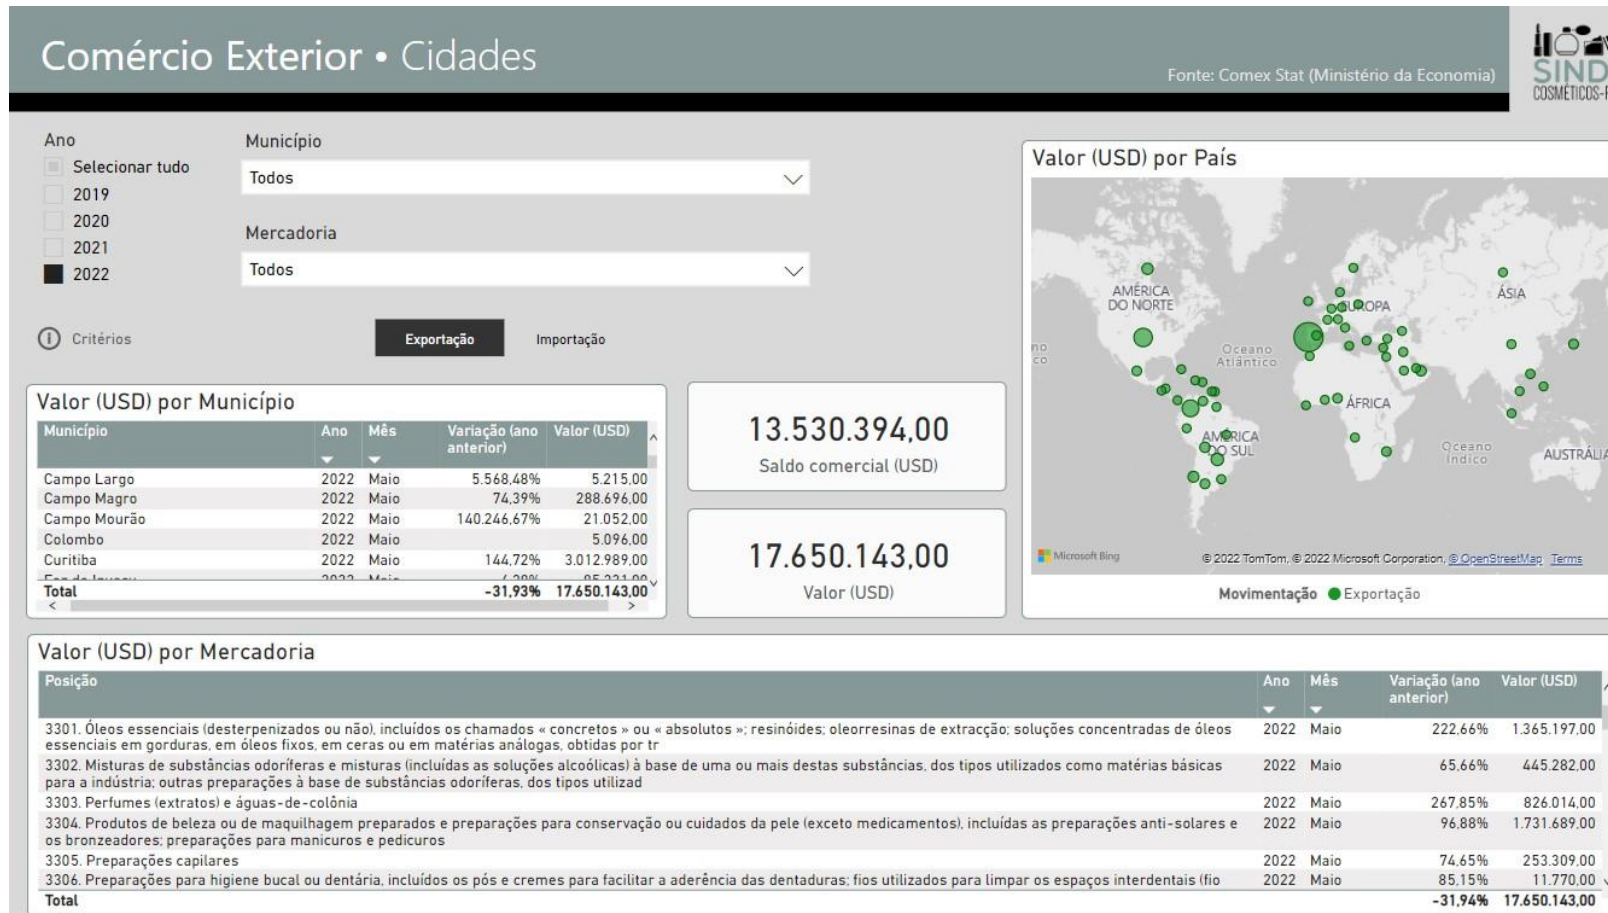 Comércio Exterior • Cidades
Fonte: Comex Stat (Ministério da Economia)
SIND
COSMÉTICOS-
Ano
Selecionar tudo
2019
2020
2021
2022
Município
Todos
Mercadoria
Todos
Critérios
Exportação
Importação
Valor (USD) por Município
Município Ano Mês Variação (ano anterior) Valor (USD)
Campo Largo 2022 Maio 5.568,48% 5.215,00
Campo Magro 2022 Maio 74,39% 288.696,00
Campo Mourão 2022 Maio 140.246,67% 21.052,00
Colombo 2022 Maio 5.096,00
Curitiba 2022 Maio 144,72% 3.012.989,00
Total -31,93% 17.650.143,00
13.530.394,00
Saldo comercial (USD)
17.650.143,00
Valor (USD)
Valor (USD) por País
AMÉRICA
DO NORTE
EUROPA
ÁSIA
Oceano
Atlântico
ÁFRICA
AMÉRICA
DO SUL
Oceano
Índico
AUSTRÁLIA
Microsoft Bing
© 2022 TomTom, © 2022 Microsoft Corporation, © OpenStreetMap Terms
Movimentação Exportação
Valor (USD) por Mercadoria
Posição Ano Mês Variação (ano anterior) Valor (USD)
3301. Óleos essenciais (desterpenizados ou não), incluídos os chamados « concretos » ou « absolutos »; resinóides; oleorresinas de extracção; soluções concentradas de óleos 2022 Maio 222,66% 1.365.197,00
essenciais em gorduras, em óleos fixos, em ceras ou em matérias análogas, obtidas por tr
3302. Misturas de substâncias odoríferas e misturas (incluídas as soluções alcoólicas) à base de uma ou mais destas substâncias, dos tipos utilizados como matérias básicas 2022 Maio 65,66% 445.282,00
para a indústria; outras preparações à base de substâncias odoríferas, dos tipos utilizad
3303. Perfumes (extratos) e águas-de-colônia 2022 Maio 267,85% 826.014,00
3304. Produtos de beleza ou de maquilhagem preparados e preparações para conservação ou cuidados da pele (exceto medicamentos), incluídas as preparações anti-solares e 2022 Maio 96,88% 1.731.689,00
os bronzeadores; preparações para manicuros e pedicuros
3305. Preparações capilares 2022 Maio 74,65% 253.309,00
3306. Preparações para higiene bucal ou dentária, incluídos os pós e cremes para facilitar a aderência das dentaduras; fios utilizados para limpar os espaços interdentais (fio 2022 Maio 85,15% 11.770,00
Total -31,94% 17.650.143,00